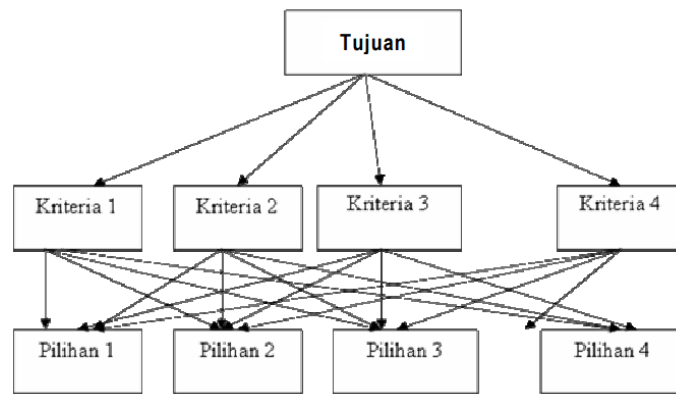 Tujuan
Kriteria 1
Kriteria 2
Kriteria 3
Kriteria 4
Pilihan 1
Pilihan 2
Pilihan 3
Pilihan 4